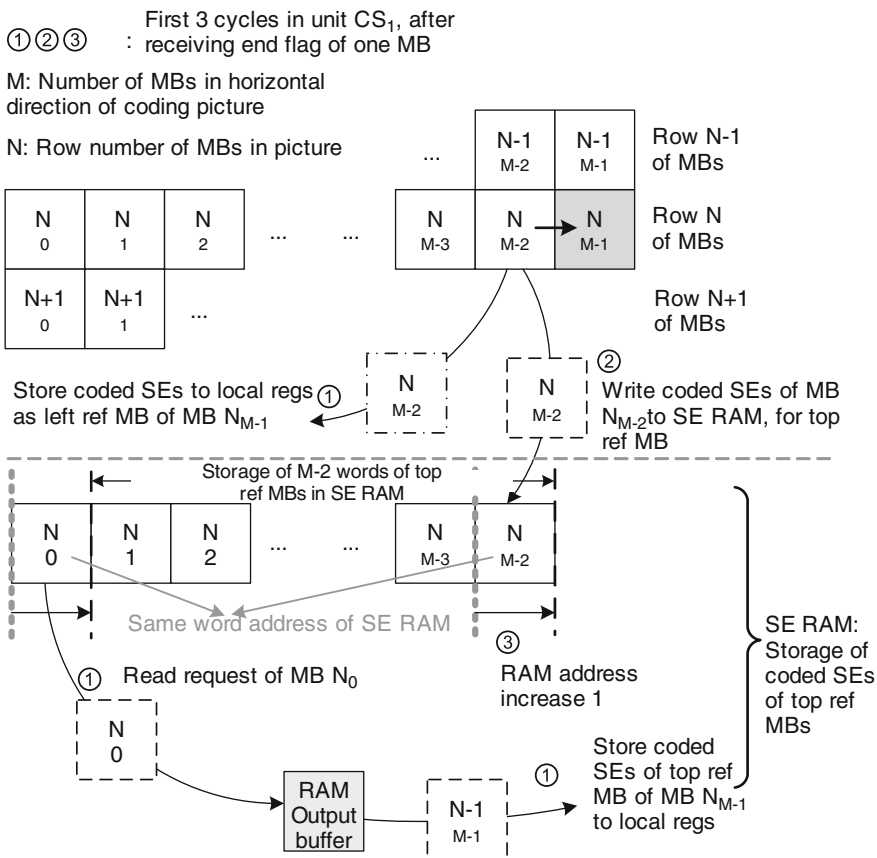 ①②③ : First 3 cycles in unit CS₁, after
receiving end flag of one MB
M: Number of MBs in horizontal
direction of coding picture
N: Row number of MBs in picture
... N-1 M-2 N-1 M-1 Row N-1
of MBs
N 0 N 1 N 2 ... ... N M-3 N M-2 N M-1 Row N
of MBs
N+1 0 N+1 1 ... Row N+1
of MBs
Store coded SEs to local regs ①
as left ref MB of MB N_{M-1}
N
M-2
N
M-2
②
Write coded SEs of MB
N_{M-2}to SE RAM, for top
ref MB
Storage of M-2 words of top
ref MBs in SE RAM
N 0 N 1 N 2 ... ... N M-3 N M-2
Same word address of SE RAM
① Read request of MB N₀
③
RAM address
increase 1
SE RAM:
Storage of
coded SEs
of top ref
MBs
N
0
RAM
Output
buffer
N-1
M-1
①
Store coded
SEs of top ref
MB of MB N_{M-1}
to local regs